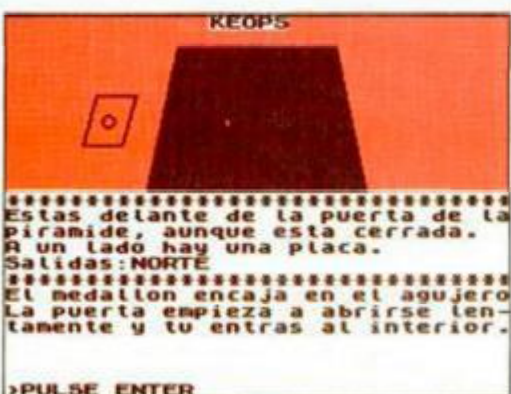 KEOPS
************************************
Estas delante de la puerta de la
piramide, aunque esta cerrada.
A un lado hay una placa.
Salidas:NORTE
************************************
El medallon encaja en el agujero
La puerta empieza a abrirse len-
tamente y tu entras al interior.
>PULSE ENTER